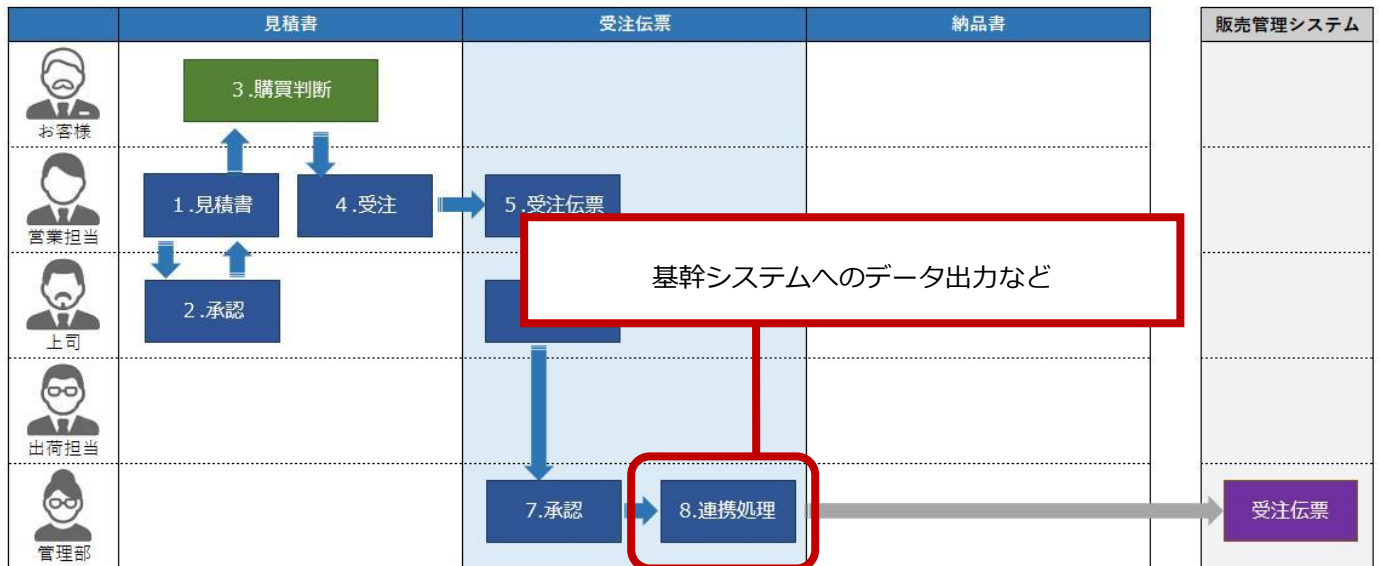 見積書
受注伝票
納品書
販売管理システム
お客様
3.購買判断
営業担当
1.見積書
4.受注
5.受注伝票
基幹システムへのデータ出力など
上司
2.承認
出荷担当
管理部
7.承認
8.連携処理
受注伝票